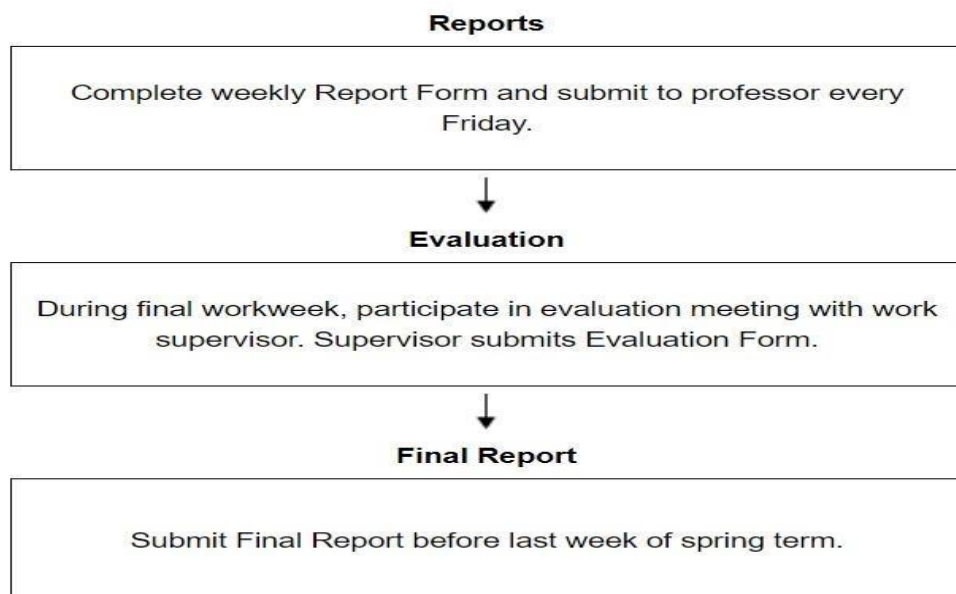 Reports
Complete weekly Report Form and submit to professor every
Friday.
Evaluation
During final workweek, participate in evaluation meeting with work
supervisor. Supervisor submits Evaluation Form.
Final Report
Submit Final Report before last week of spring term.